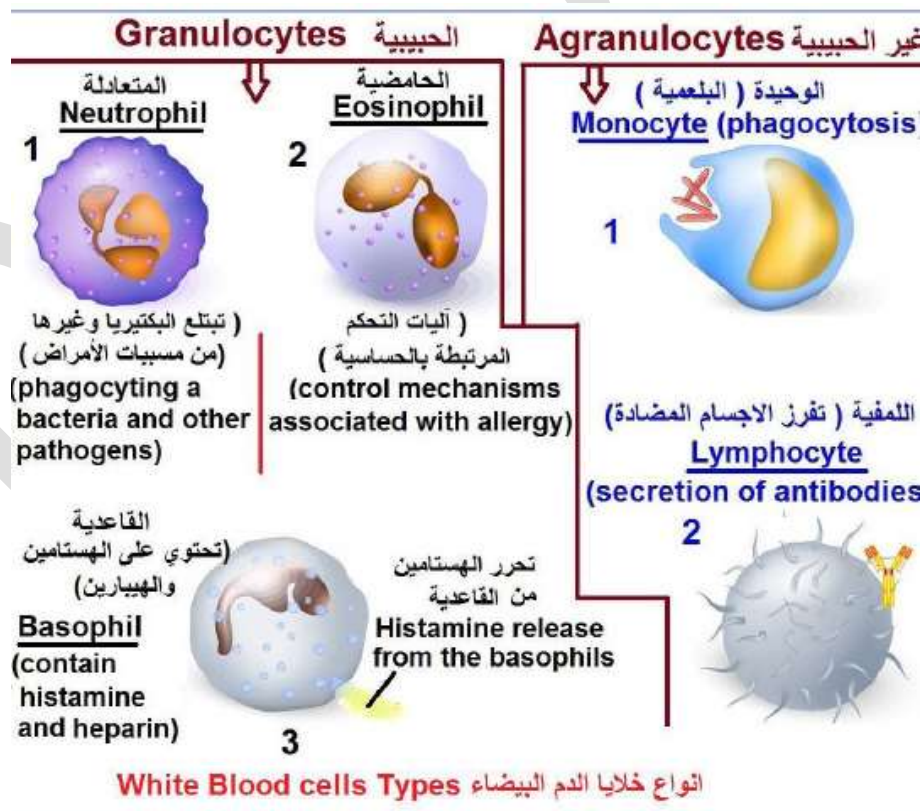 Granulocytes الحبيبية
Agranulocytes غير الحبيبية
المتعادلة
Neutrophil
1
(تبتلع البكتيريا وغيرها
من مسببات الأمراض)
(phagocyting a
bacteria and other
pathogens)
الحامضية
Eosinophil
2
(آليات التحكم
المرتبطة بالحساسية)
(control mechanisms
associated with allergy)
الوحيدة (البلعمية)
Monocyte (phagocytosis)
1
اللمفية (تفرز الاجسام المضادة)
Lymphocyte
(secretion of antibodies
2
القاعدية
(تحتوي على الهستامين
والهيبارين)
Basophil
(contain
histamine
and heparin)
تحرر الهستامين
من القاعدية
Histamine release
from the basophils
3
White Blood cells Types انواع خلايا الدم البيضاء